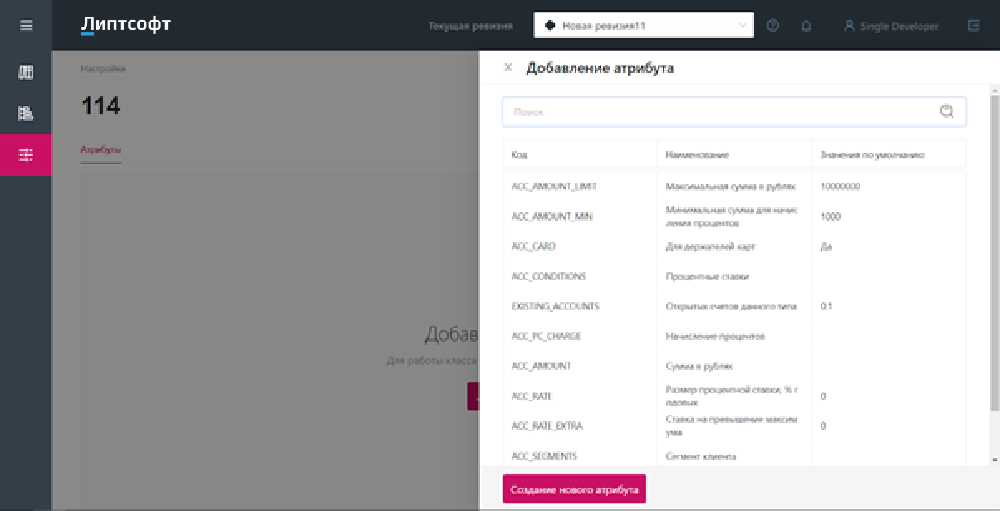 Липтсофт
Текущая ревизия
Новая ревизия11
Single Developer
Настройки
114
Атрибуты
Добав
Для работы класса
Добавление атрибута
Поиск
Код Наименование Значения по умолчанию
ACC_AMOUNT_LIMIT Максимальная сумма в рублях 10000000
ACC_AMOUNT_MIN Минимальная сумма для начис 1000
ления процентов
ACC_CARD Для держателей карт Да
ACC_CONDITIONS Процентные ставки
EXISTING_ACCOUNTS Открытых счетов данного типа 0;1
ACC_PC_CHARGE Начисление процентов
ACC_AMOUNT Сумма в рублях
ACC_RATE Размер процентной ставки, % г 0
одовых
ACC_RATE_EXTRA Ставка на превышение максим 0
ума
ACC_SEGMENTS Сегмент клиента
Создание нового атрибута